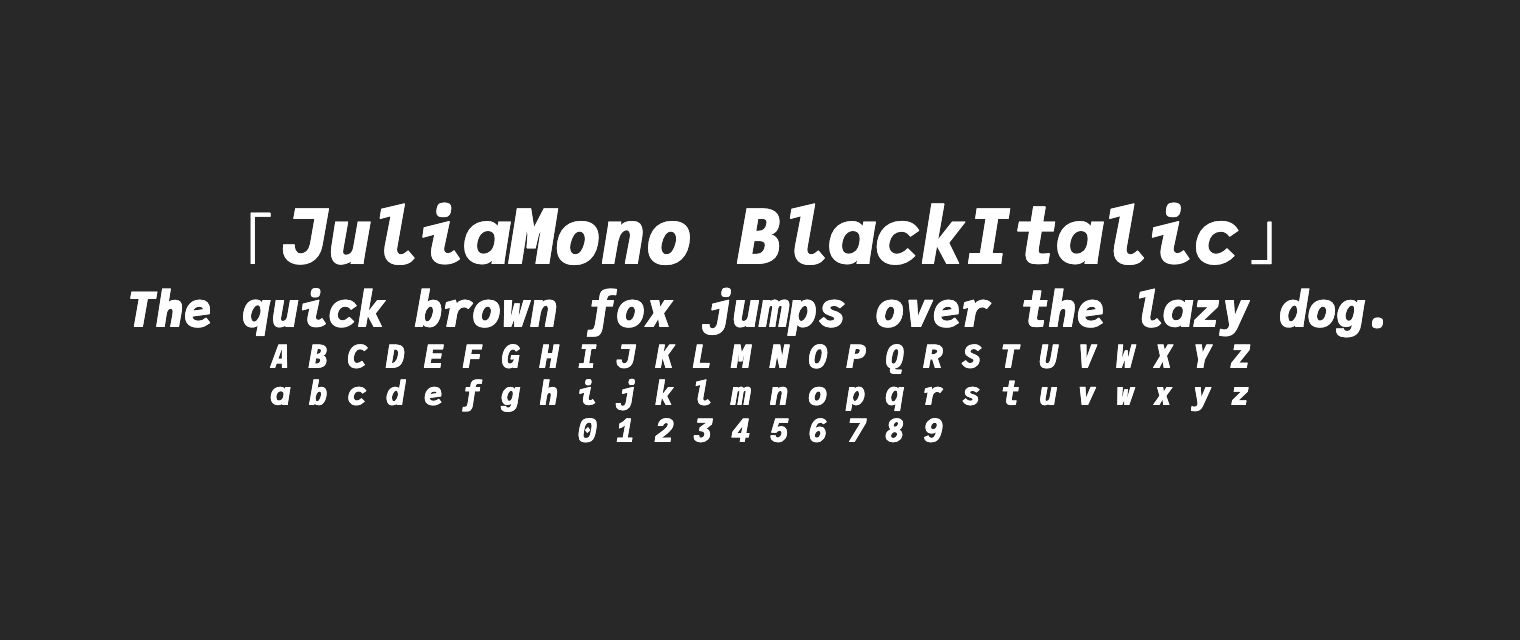 「JuliaMono BlackItalic」
The quick brown fox jumps over the lazy dog.
A B C D E F G H I J K L M N O P Q R S T U V W X Y Z
a b c d e f g h i j k l m n o p q r s t u v w x y z
0 1 2 3 4 5 6 7 8 9